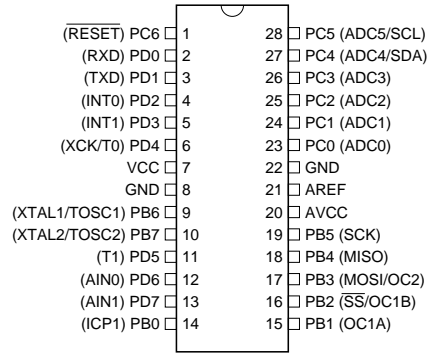 (RESET) PC6 1 28 PC5 (ADC5/SCL)
(RXD) PD0 2 27 PC4 (ADC4/SDA)
(TXD) PD1 3 26 PC3 (ADC3)
(INT0) PD2 4 25 PC2 (ADC2)
(INT1) PD3 5 24 PC1 (ADC1)
(XCK/T0) PD4 6 23 PC0 (ADC0)
VCC 7 22 GND
GND 8 21 AREF
(XTAL1/TOSC1) PB6 9 20 AVCC
(XTAL2/TOSC2) PB7 10 19 PB5 (SCK)
(T1) PD5 11 18 PB4 (MISO)
(AIN0) PD6 12 17 PB3 (MOSI/OC2)
(AIN1) PD7 13 16 PB2 (SS/OC1B)
(ICP1) PB0 14 15 PB1 (OC1A)